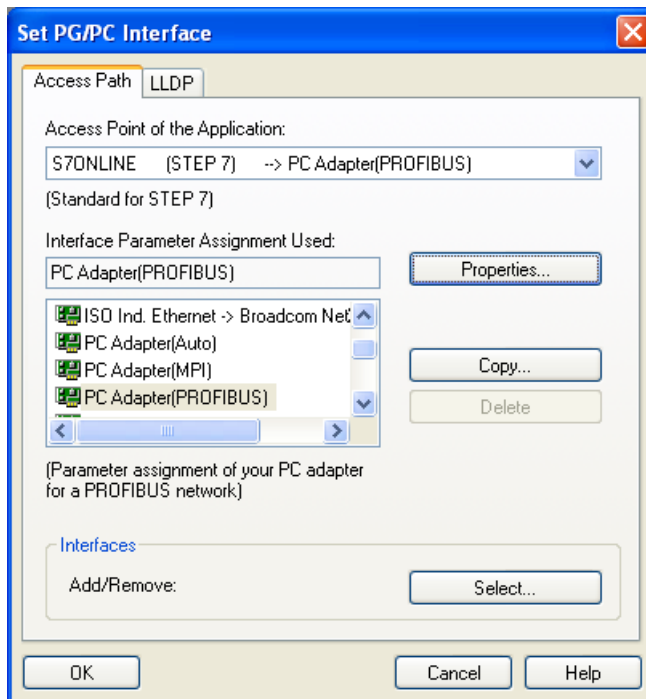 Set PG/PC Interface
Access Path
LLDP
Access Point of the Application:
S7ONLINE (STEP 7) --> PC Adapter(PROFIBUS)
(Standard for STEP 7)
Interface Parameter Assignment Used:
PC Adapter(PROFIBUS)
Properties...
ISO Ind. Ethernet -> Broadcom Net
PC Adapter(Auto)
PC Adapter(MPI)
PC Adapter(PROFIBUS)
Copy...
Delete
(Parameter assignment of your PC adapter
for a PROFIBUS network)
Interfaces
Add/Remove:
Select...
OK
Cancel
Help